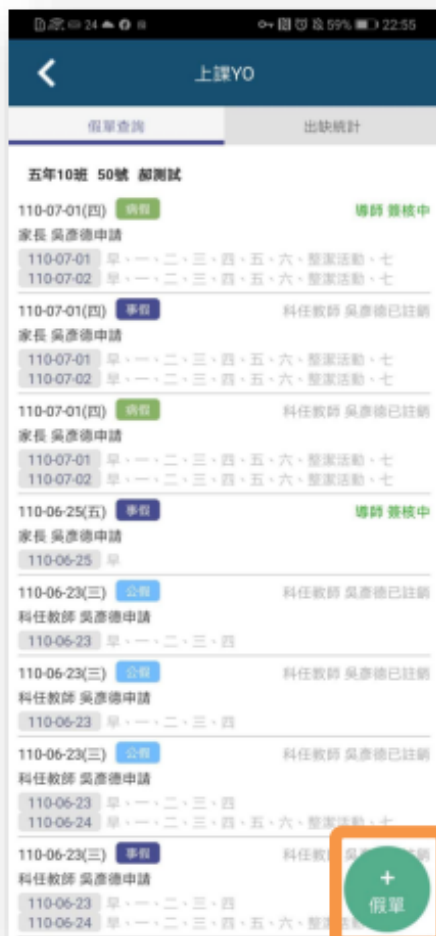 24 59% 22:55
上課YO
假單查詢 出缺統計
五年10班 50號 郝測試
110-07-01(四) 病假 導師 簽核中
家長 吳彥德申請
110-07-01 早、一、二、三、四、五、六、整潔活動、七
110-07-02 早、一、二、三、四、五、六、整潔活動、七
110-07-01(四) 事假 科任教師 吳彥德已註銷
家長 吳彥德申請
110-07-01 早、一、二、三、四、五、六、整潔活動、七
110-07-02 早、一、二、三、四、五、六、整潔活動、七
110-07-01(四) 病假 科任教師 吳彥德已註銷
家長 吳彥德申請
110-07-01 早、一、二、三、四、五、六、整潔活動、七
110-07-02 早、一、二、三、四、五、六、整潔活動、七
110-06-25(五) 事假 導師 簽核中
家長 吳彥德申請
110-06-25 早
110-06-23(三) 公假 科任教師 吳彥德已註銷
科任教師 吳彥德申請
110-06-23 早、一、二、三、四
110-06-23(三) 公假 科任教師 吳彥德已註銷
科任教師 吳彥德申請
110-06-23 早、一、二、三、四
110-06-23(三) 公假 科任教師 吳彥德已註銷
科任教師 吳彥德申請
110-06-23 早、一、二、三、四
110-06-24 早、一、二、三、四、五、六、整潔活動、七
110-06-23(三) 事假 科任教
科任教師 吳彥德申請
110-06-23 早、一、二、三、四
110-06-24 早、一、二、三、四、五、六、整
+
假單